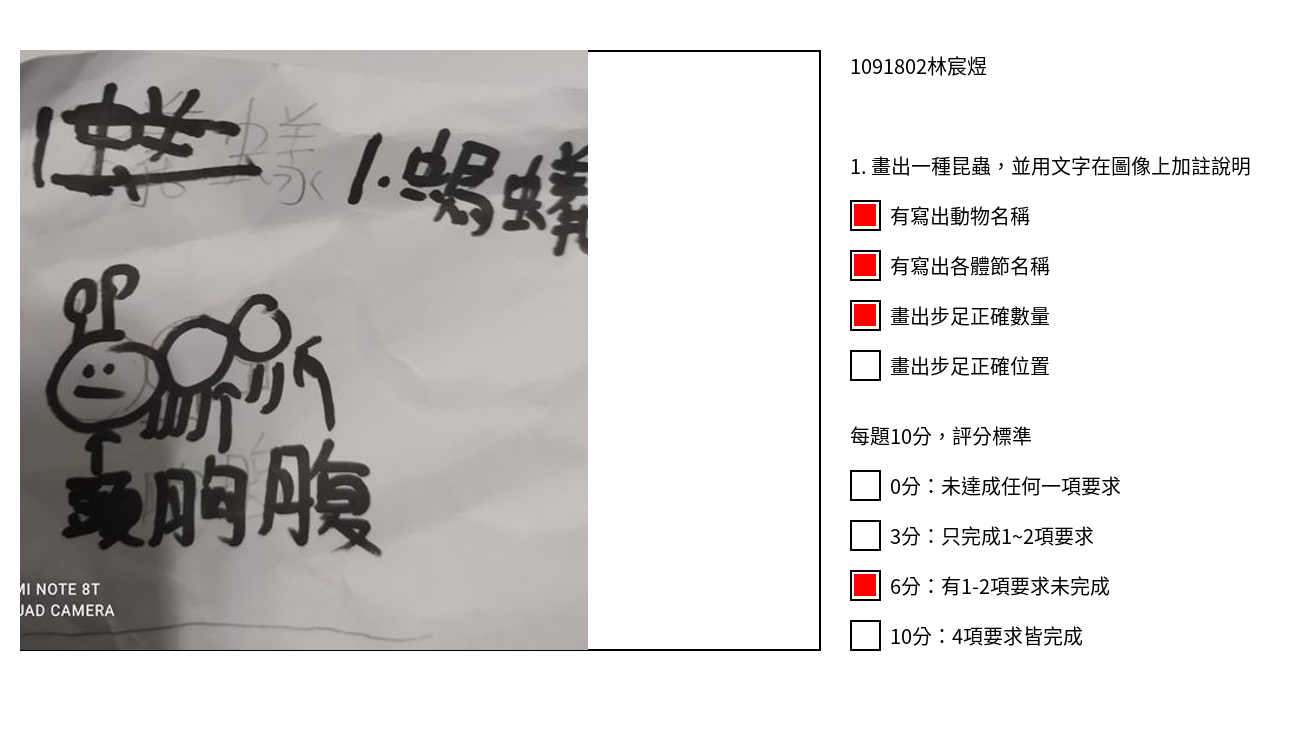 1091802林宸煜
1. 螞蟻
頭胸腹
MI NOTE 8T
UAD CAMERA
1. 畫出一種昆蟲，並用文字在圖像上加註說明
有寫出動物名稱
有寫出各體節名稱
畫出步足正確數量
畫出步足正確位置
每題10分，評分標準
0分：未達成任何一項要求
3分：只完成1~2項要求
6分：有1-2項要求未完成
10分：4項要求皆完成